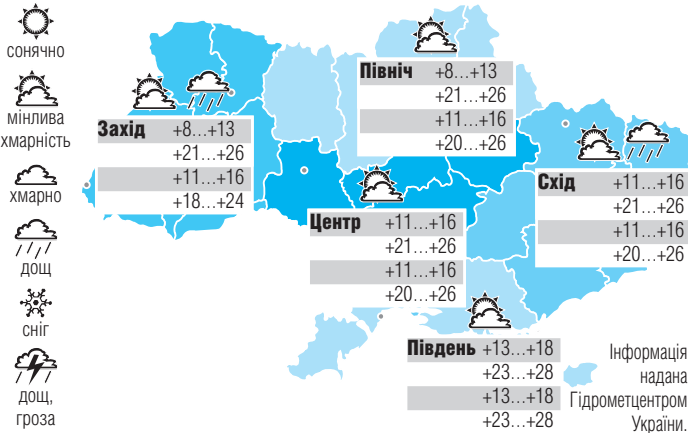 сонячно
мінлива
хмарність
хмарно
дощ
сніг
дощ,
гроза
Північ +8...+13
+21...+26
+11...+16
+20...+26
Захід +8...+13
+21...+26
+11...+16
+18...+24
Схід +11...+16
+21...+26
+11...+16
+20...+26
Центр +11...+16
+21...+26
+11...+16
+20...+26
Південь +13...+18
+23...+28
+13...+18
+23...+28
Інформація
надана
Гідрометцентром
України.